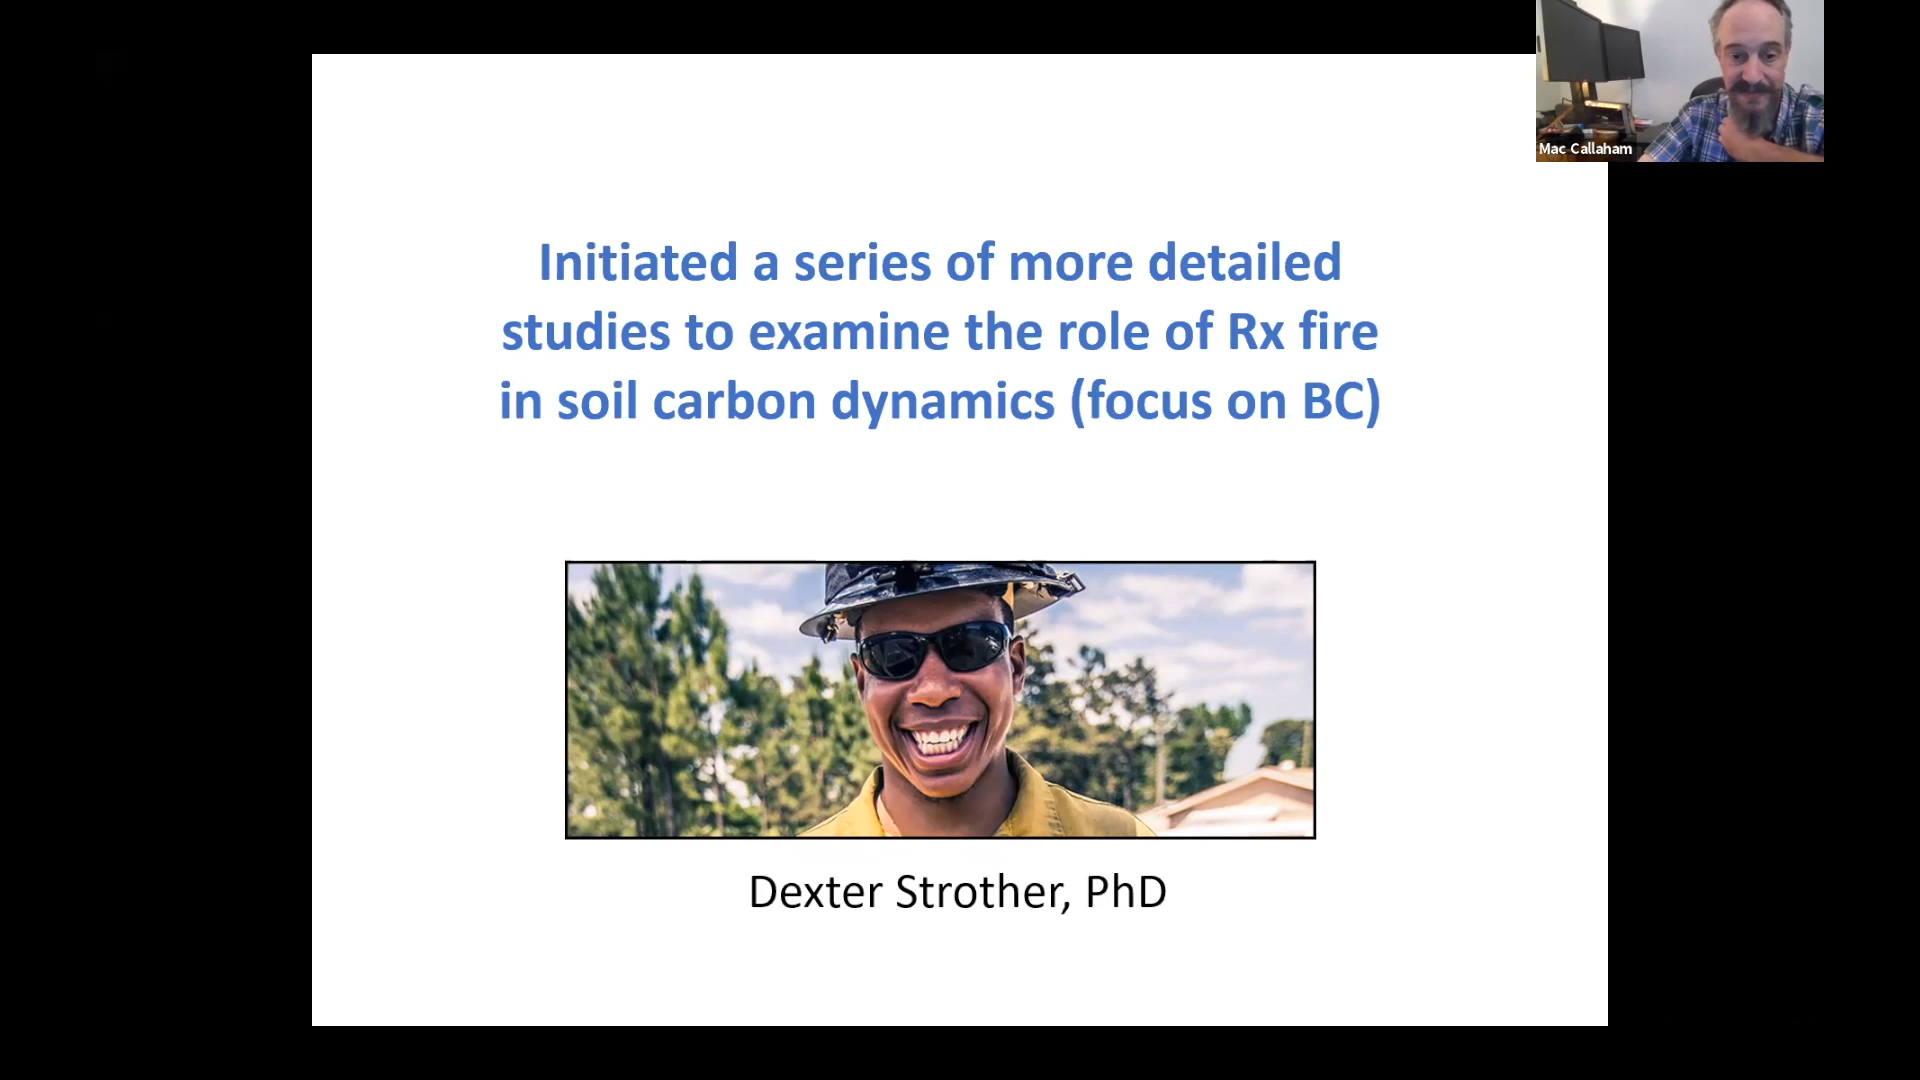 Mac Callaham
Initiated a series of more detailed
studies to examine the role of Rx fire
in soil carbon dynamics (focus on BC)
Dexter Strother, PhD